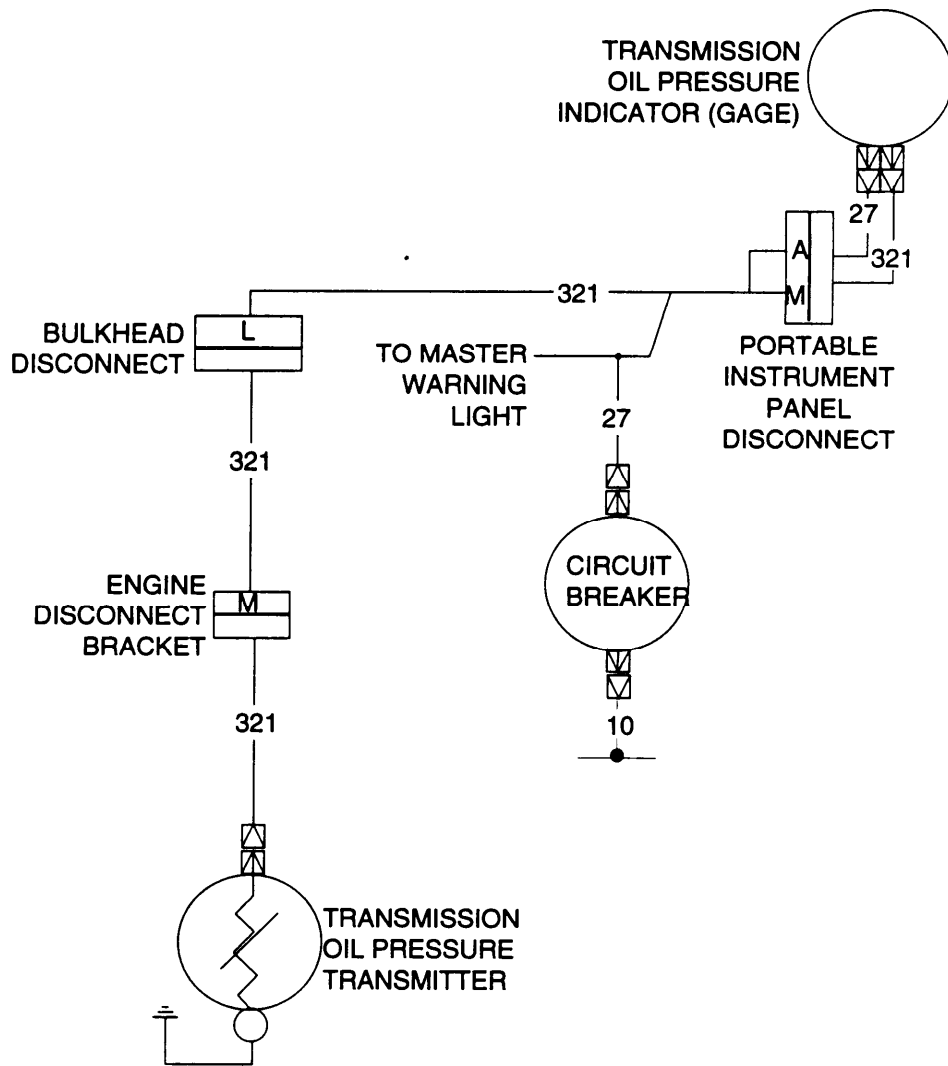 TRANSMISSION
OIL PRESSURE
INDICATOR (GAGE)
27
321
A
M
321
L
BULKHEAD
DISCONNECT
TO MASTER
WARNING
LIGHT
PORTABLE
INSTRUMENT
PANEL
DISCONNECT
27
321
ENGINE
DISCONNECT
BRACKET
M
CIRCUIT
BREAKER
321
10
TRANSMISSION
OIL PRESSURE
TRANSMITTER